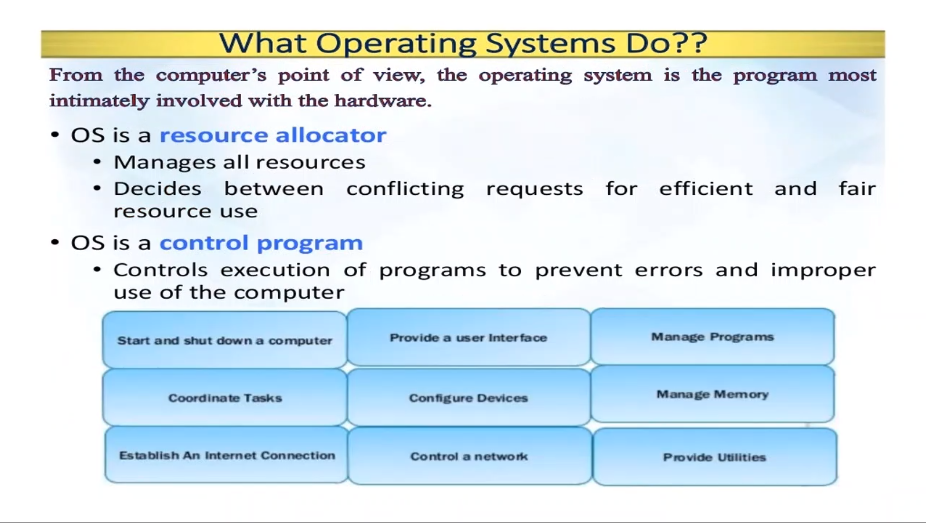 What Operating Systems Do??
From the computer's point of view, the operating system is the program most
intimately involved with the hardware.
• OS is a resource allocator
• Manages all resources
• Decides between conflicting requests for efficient and fair
resource use
• OS is a control program
• Controls execution of programs to prevent errors and improper
use of the computer
Start and shut down a computer
Provide a user Interface
Manage Programs
Coordinate Tasks
Configure Devices
Manage Memory
Establish An Internet Connection
Control a network
Provide Utilities